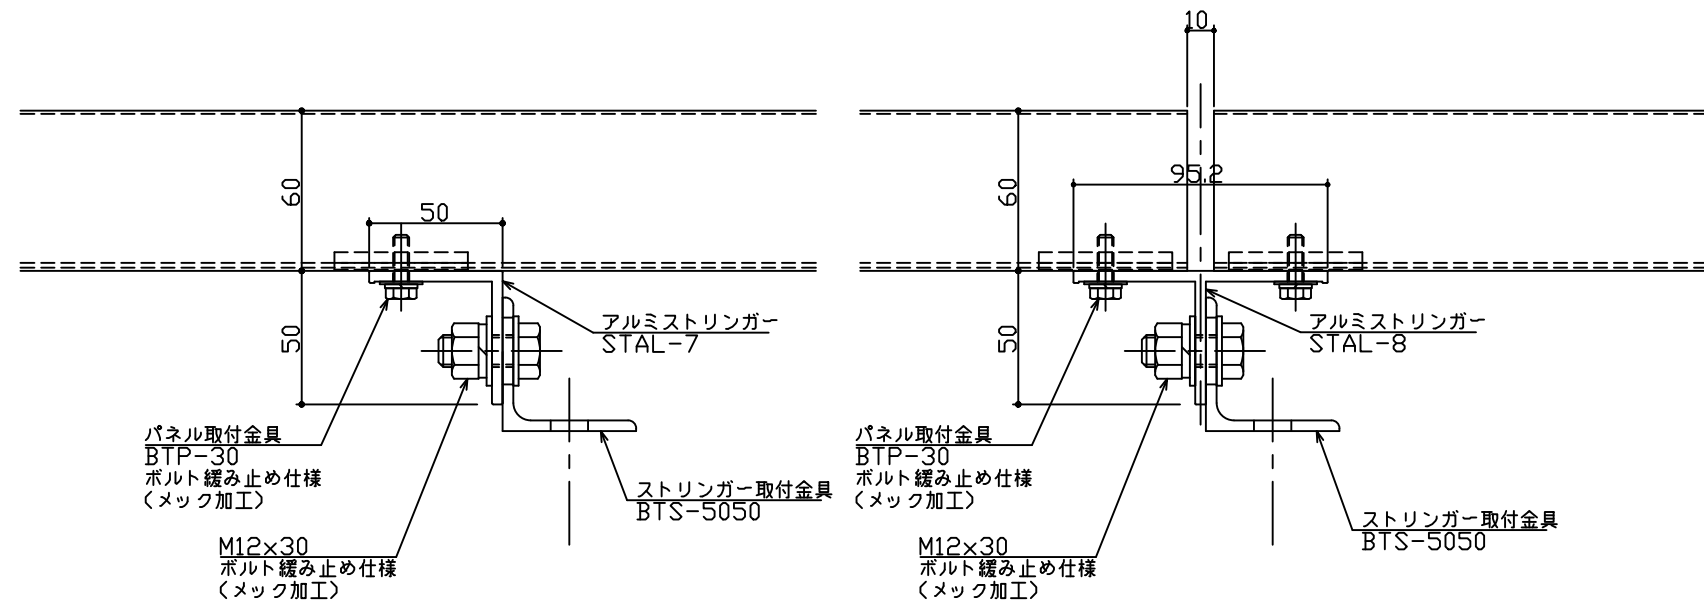 60
50
50
アルミストリンガー
STAL-7
パネル取付金具
BTP-30
ボルト緩み止め仕様
(メック加工)
ストリンガー取付金具
BTS-5050
M12x30
ボルト緩み止め仕様
(メック加工)
10
95.2
60
50
アルミストリンガー
STAL-8
パネル取付金具
BTP-30
ボルト緩み止め仕様
(メック加工)
ストリンガー取付金具
BTS-5050
M12x30
ボルト緩み止め仕様
(メック加工)